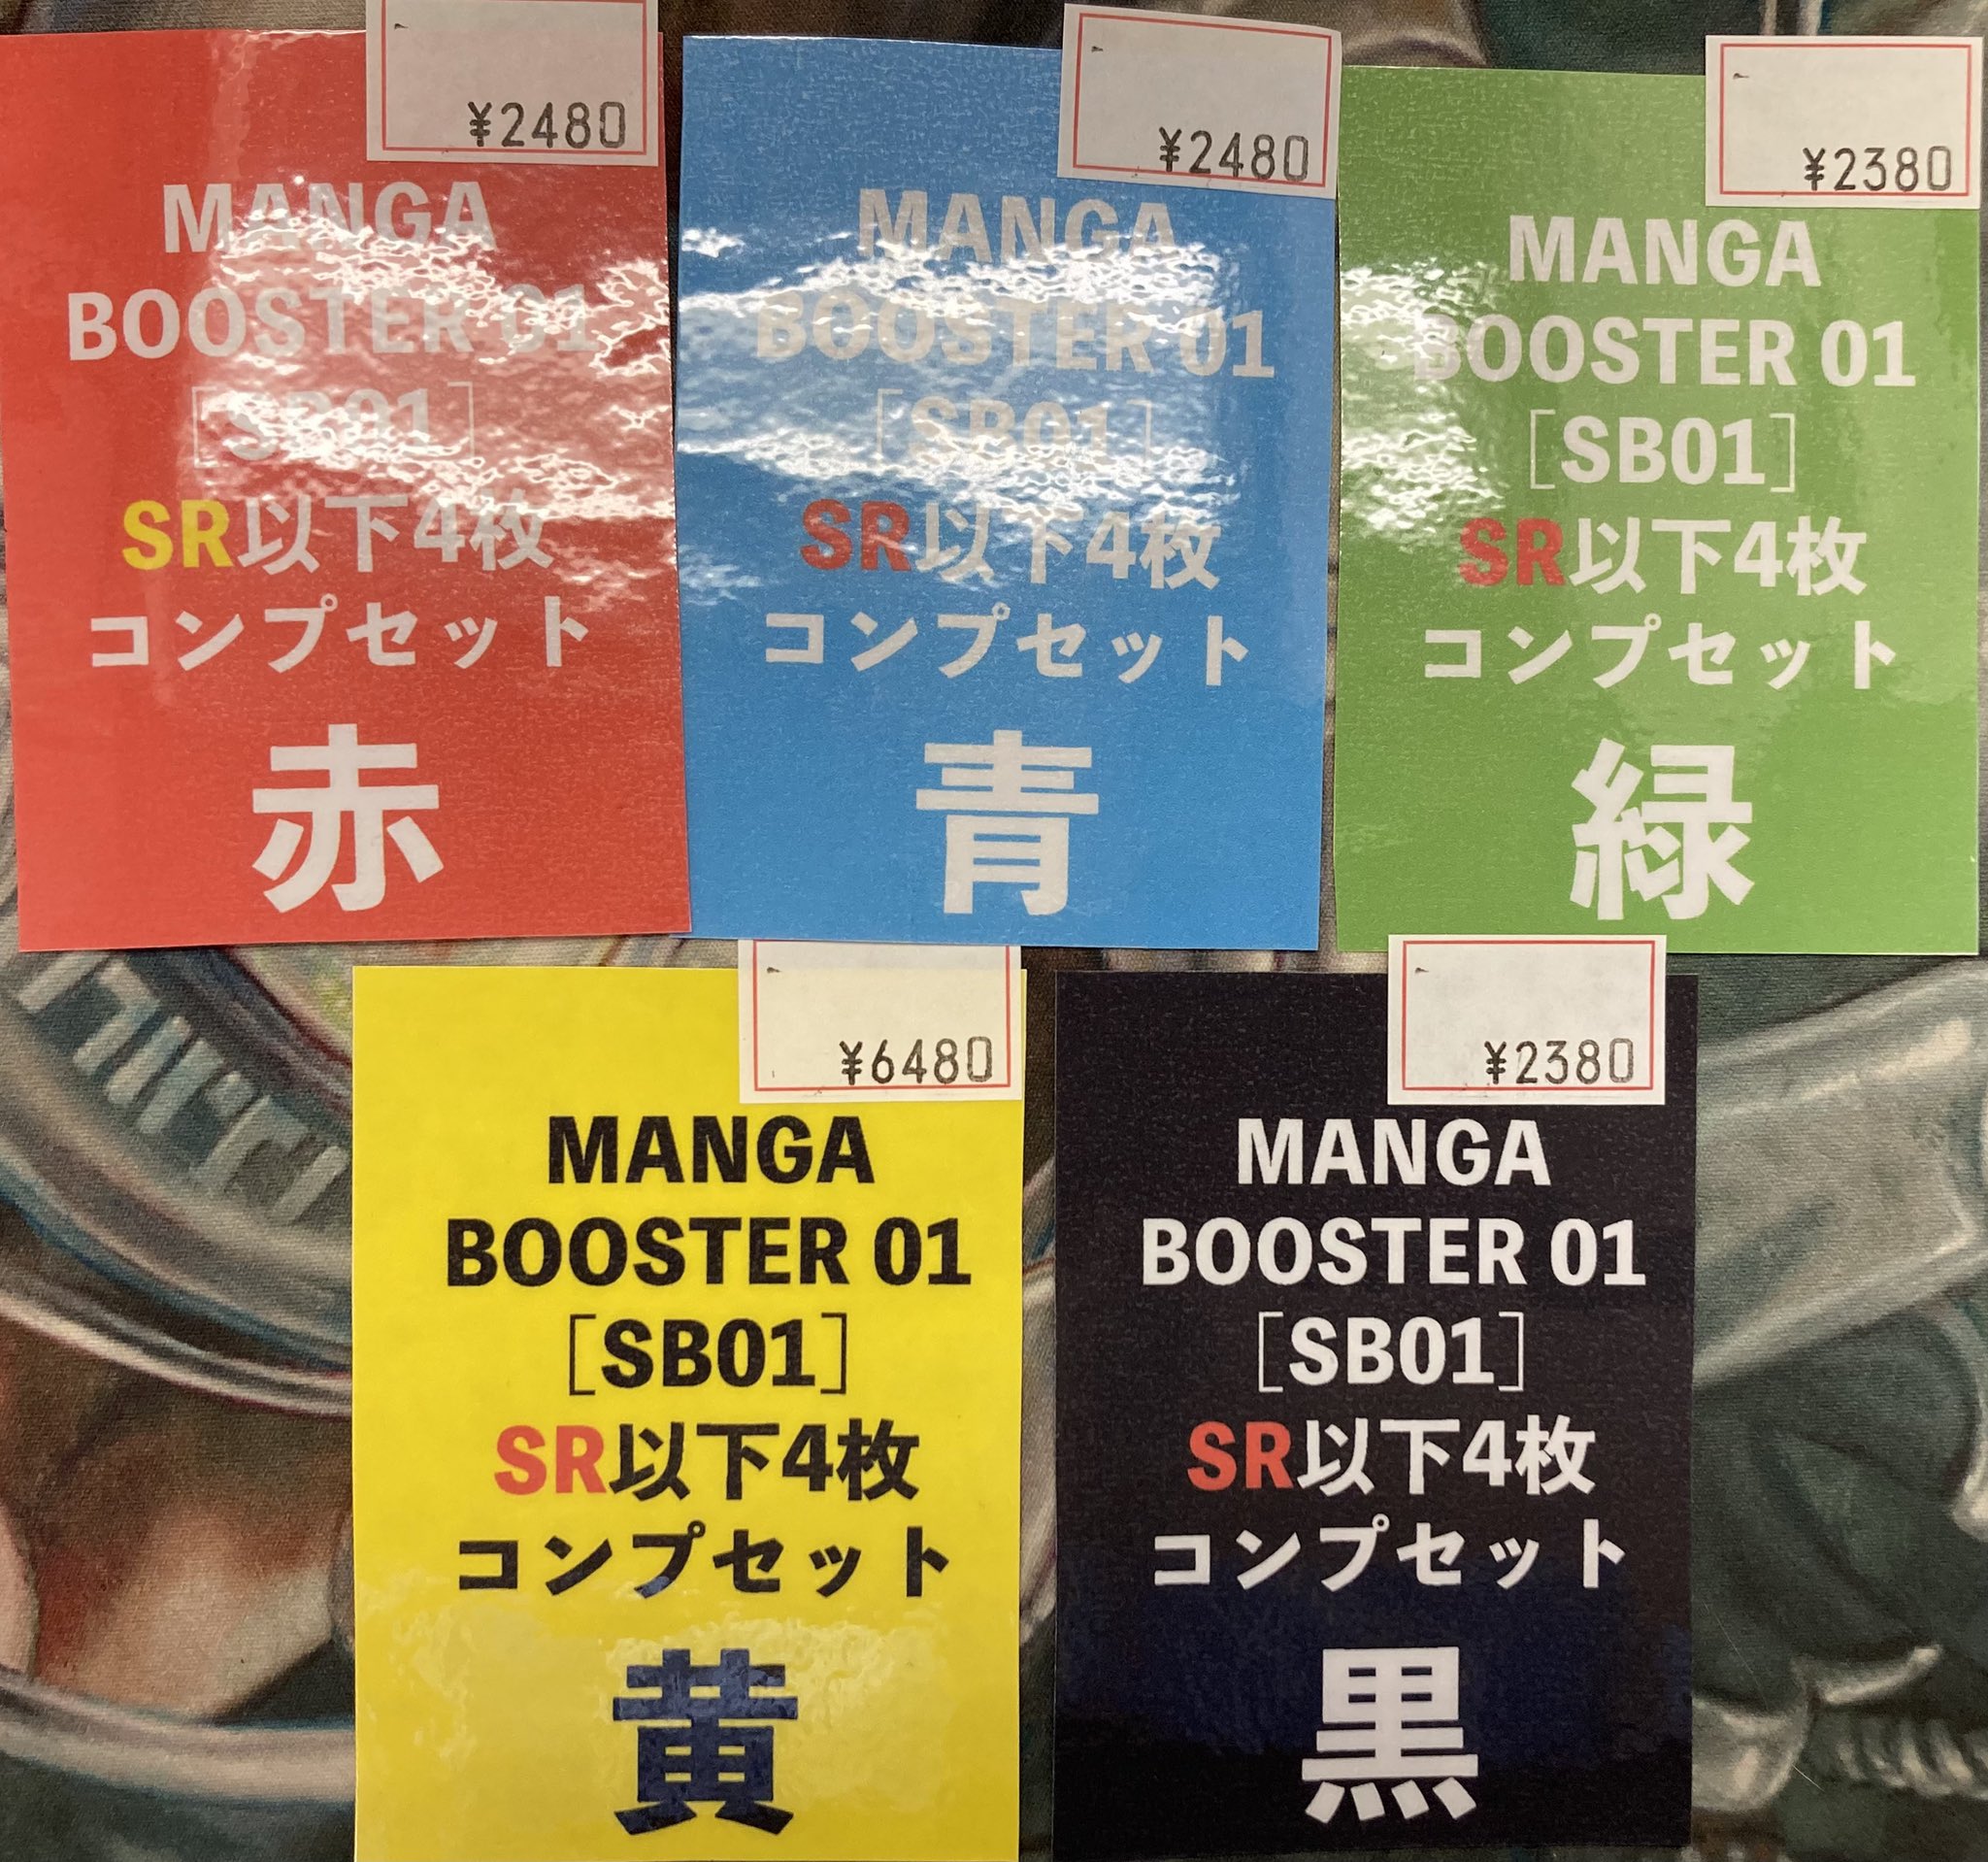 ¥2480
MANGA
BOOSTER 01
[SB01]
SR以下4枚
コンプセット
赤
¥2480
MANGA
BOOSTER 01
[SB01]
SR以下4枚
コンプセット
青
¥2380
MANGA
BOOSTER 01
[SB01]
SR以下4枚
コンプセット
緑
¥6480
MANGA
BOOSTER 01
[SB01]
SR以下4枚
コンプセット
黄
¥2380
MANGA
BOOSTER 01
[SB01]
SR以下4枚
コンプセット
黒